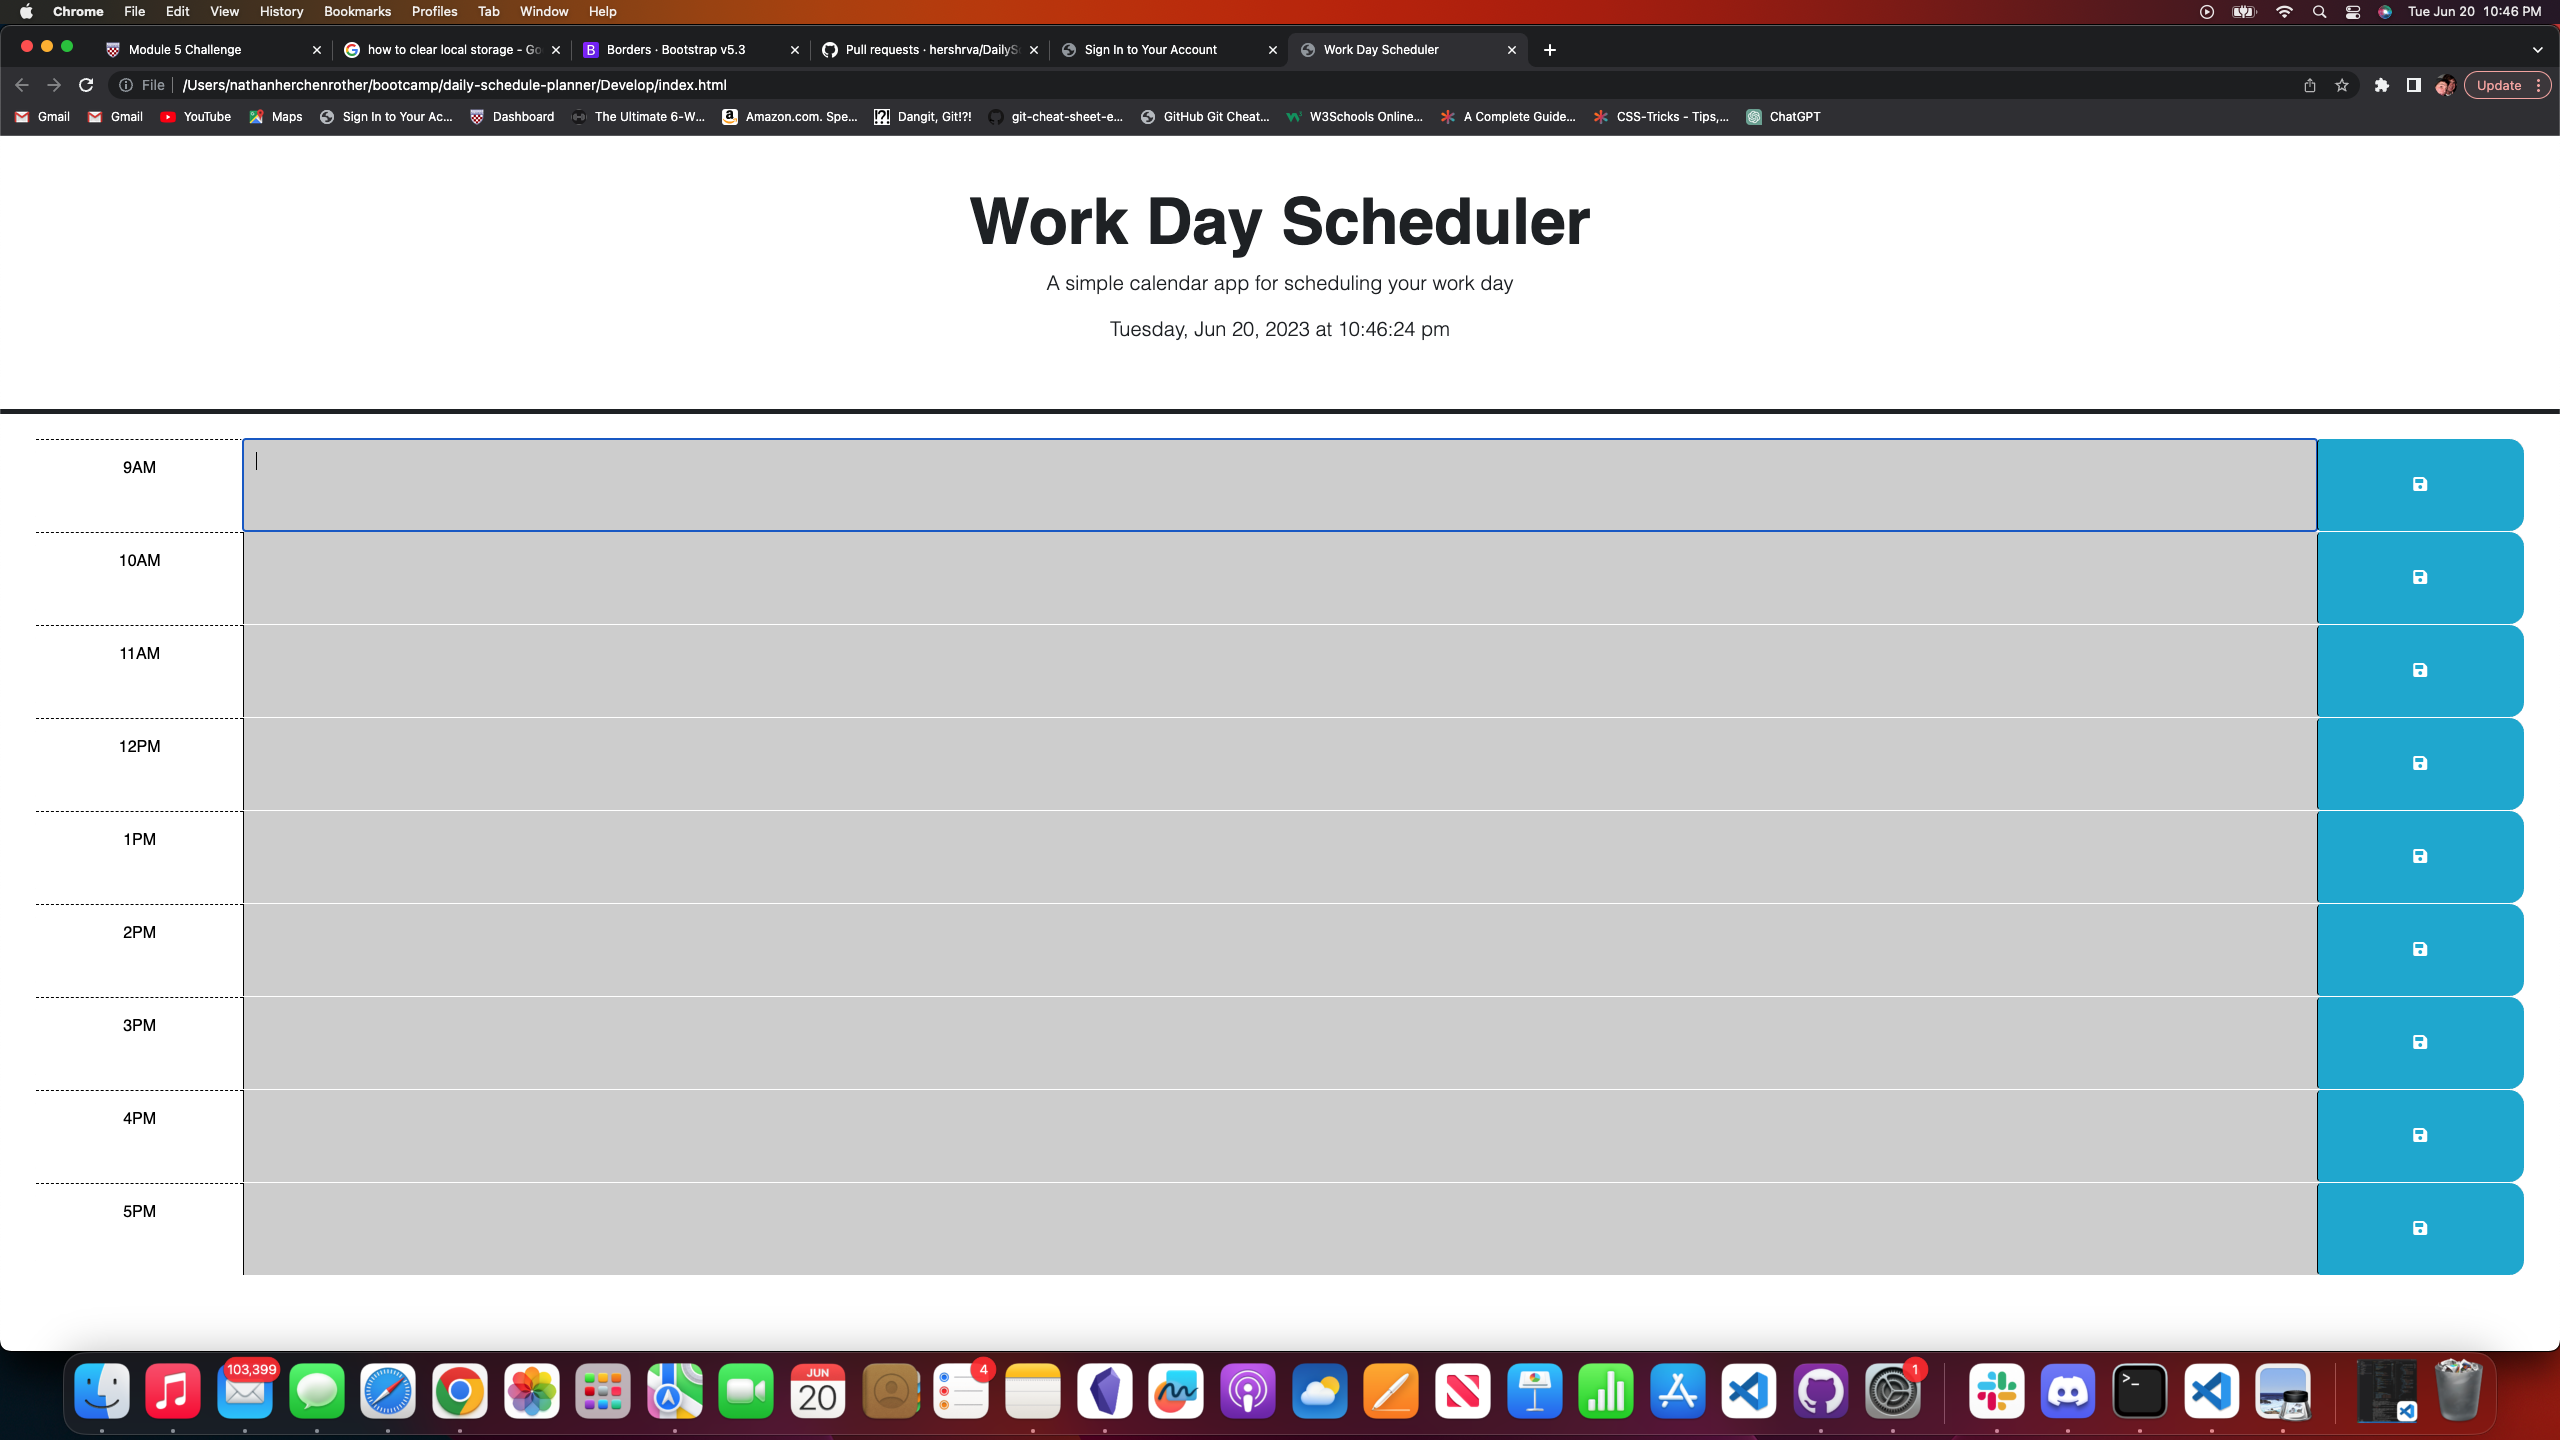 Chrome File Edit View History Bookmarks Profiles Tab Window Help Tue Jun 20 10:46 PM
Module 5 Challenge how to clear local storage - Go Borders · Bootstrap v5.3 Pull requests · hershrva/DailySc Sign In to Your Account Work Day Scheduler
File /Users/nathanherchenrother/bootcamp/daily-schedule-planner/Develop/index.html Update
Gmail Gmail YouTube Maps Sign In to Your Ac... Dashboard The Ultimate 6-W... Amazon.com. Spe... Dangit, Git!?! git-cheat-sheet-e... GitHub Git Cheat... W3Schools Online... A Complete Guide... CSS-Tricks - Tips,... ChatGPT
Work Day Scheduler
A simple calendar app for scheduling your work day
Tuesday, Jun 20, 2023 at 10:46:24 pm
9AM
10AM
11AM
12PM
1PM
2PM
3PM
4PM
5PM
103,399 JUN 4 1
20